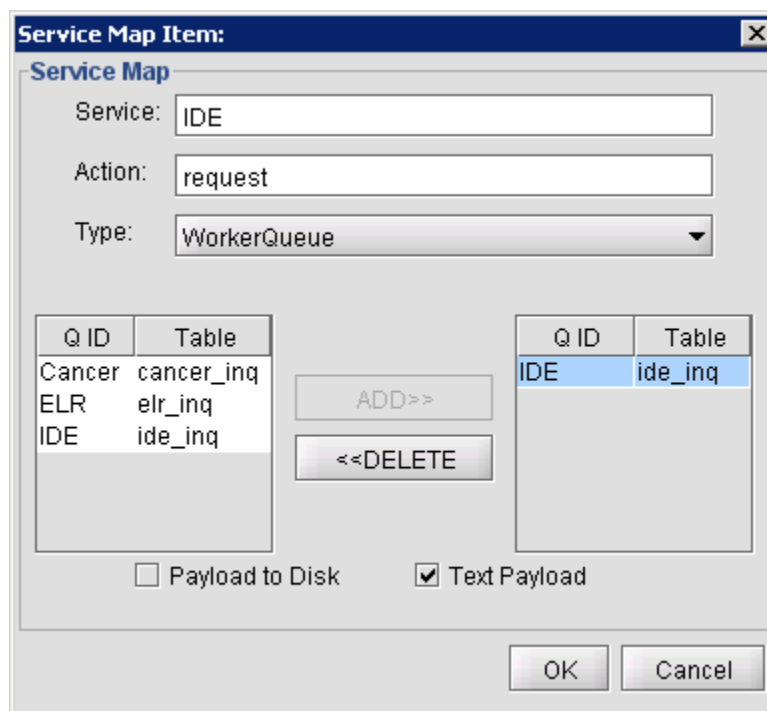 Service Map Item:
Service Map
Service: IDE
Action: request
Type: WorkerQueue
Q ID Table
Cancer cancer_inq
ELR elr_inq
IDE ide_inq
ADD>>
<<DELETE
Q ID Table
IDE ide_inq
Payload to Disk Text Payload
OK Cancel